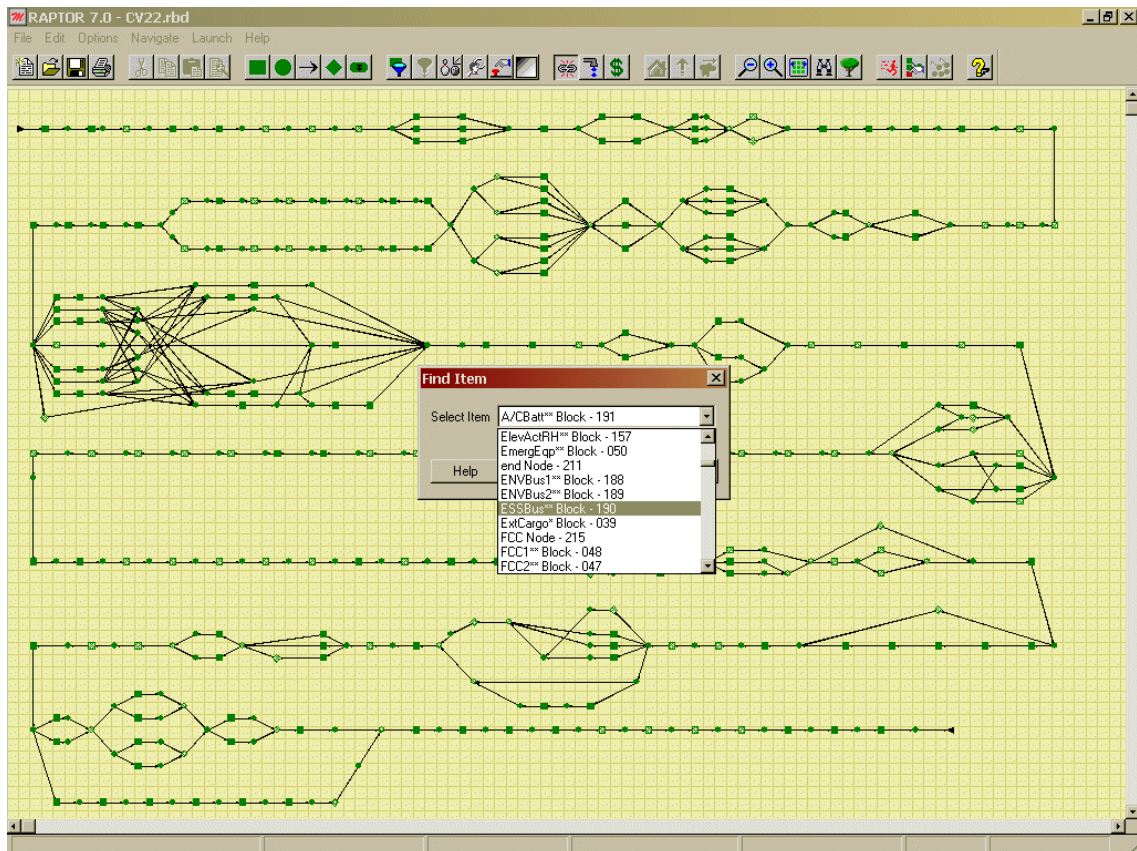 RAPTOR 7.0 - CV22.rbd
File Edit Options Navigate Launch Help
Find Item
Select Item A/CBatt** Block - 191
ElevActRH** Block - 157
EmergEqp** Block - 050
end Node - 211
ENVBus1** Block - 188
ENVBus2** Block - 189
ESSBus** Block - 190
Help
ExtCargo* Block - 039
FCC Node - 215
FCC1** Block - 048
FCC2** Block - 047